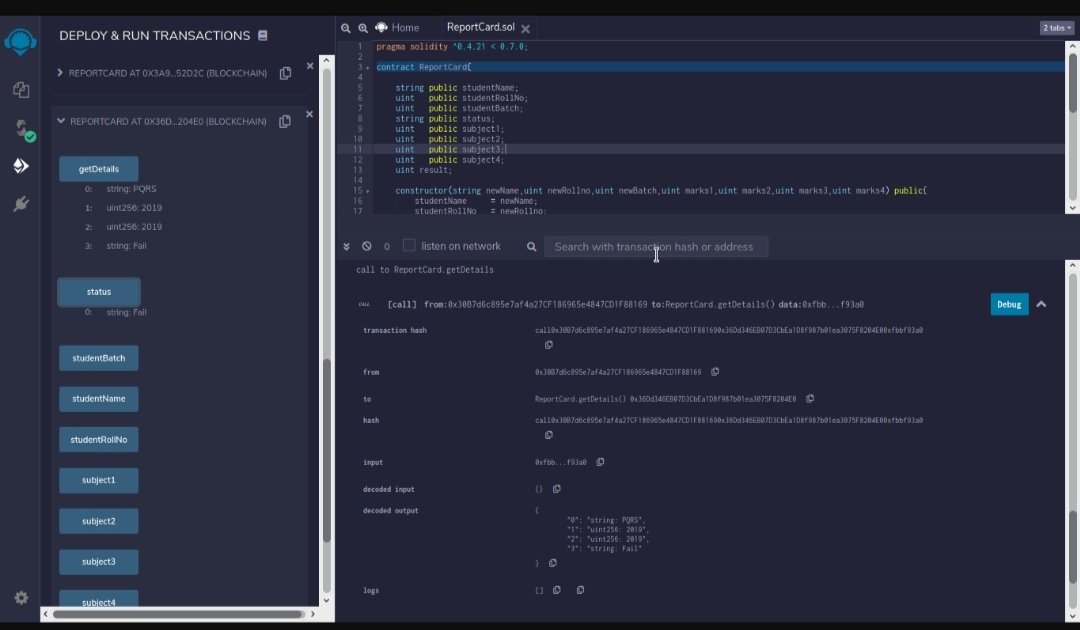 DEPLOY & RUN TRANSACTIONS
REPORTCARD AT 0X3A9...52D2C (BLOCKCHAIN)
REPORTCARD AT 0X36D...204E0 (BLOCKCHAIN)
getDetails
0: string: PQRS
1: uint256: 2019
2: uint256: 2019
3: string: Fail
status
0: string: Fail
studentBatch
studentName
studentRollNo
subject1
subject2
subject3
subject4
Home
ReportCard.sol
2 tabs
1 pragma solidity ^0.4.21 < 0.7.0;
2
3 contract ReportCard{
4
5 string public studentName;
6 uint public studentRollNo;
7 uint public studentBatch;
8 string public status;
9 uint public subject1;
10 uint public subject2;
11 uint public subject3;
12 uint public subject4;
13 uint result;
14
15 constructor(string newName,uint newRollno,uint newBatch,uint marks1,uint marks2,uint marks3,uint marks4) public{
16 studentName = newName;
17 studentRollNo = newRollno;
0 listen on network Search with transaction hash or address
call to ReportCard.getDetails
CALL [call] from:0x30B7d6c895e7af4a27CF186965e4847CD1F88169 to:ReportCard.getDetails() data:0xfbb...f93a0 Debug
transaction hash
from 0x30B7d6c895e7af4a27CF186965e4847CD1F88169
to ReportCard.getDetails()
hash
input 0xfbb...f93a0
decoded input {}
decoded output {
"0": "string: PQRS",
"1": "uint256: 2019",
"2": "uint256: 2019",
"3": "string: Fail"
}
logs []